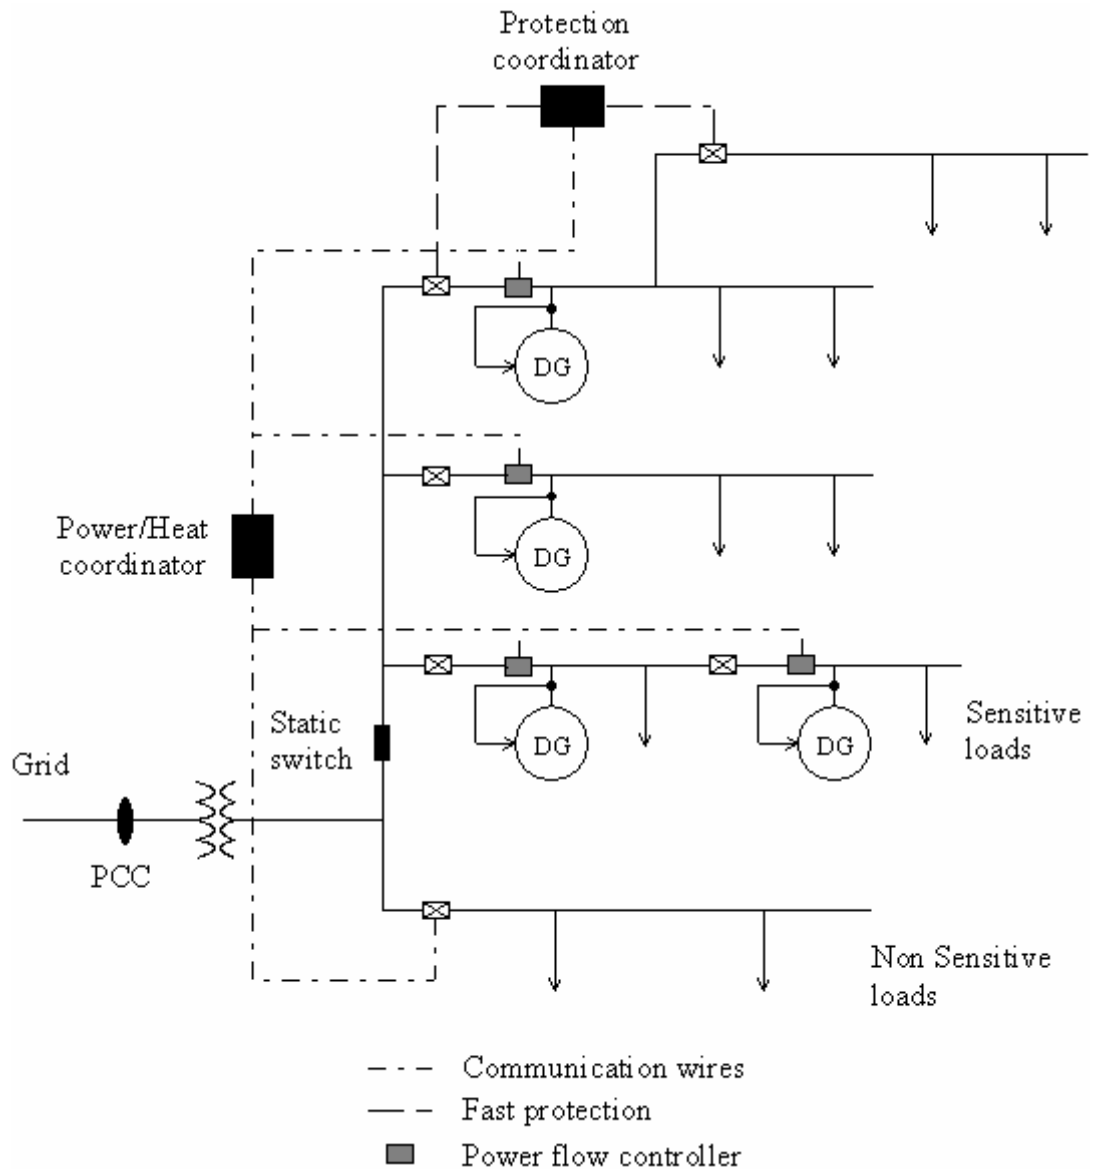 Protection
coordinator
DG
Power/Heat
coordinator
DG
Static
switch
DG
DG
Sensitive
loads
Grid
PCC
Non Sensitive
loads
Communication wires
Fast protection
Power flow controller